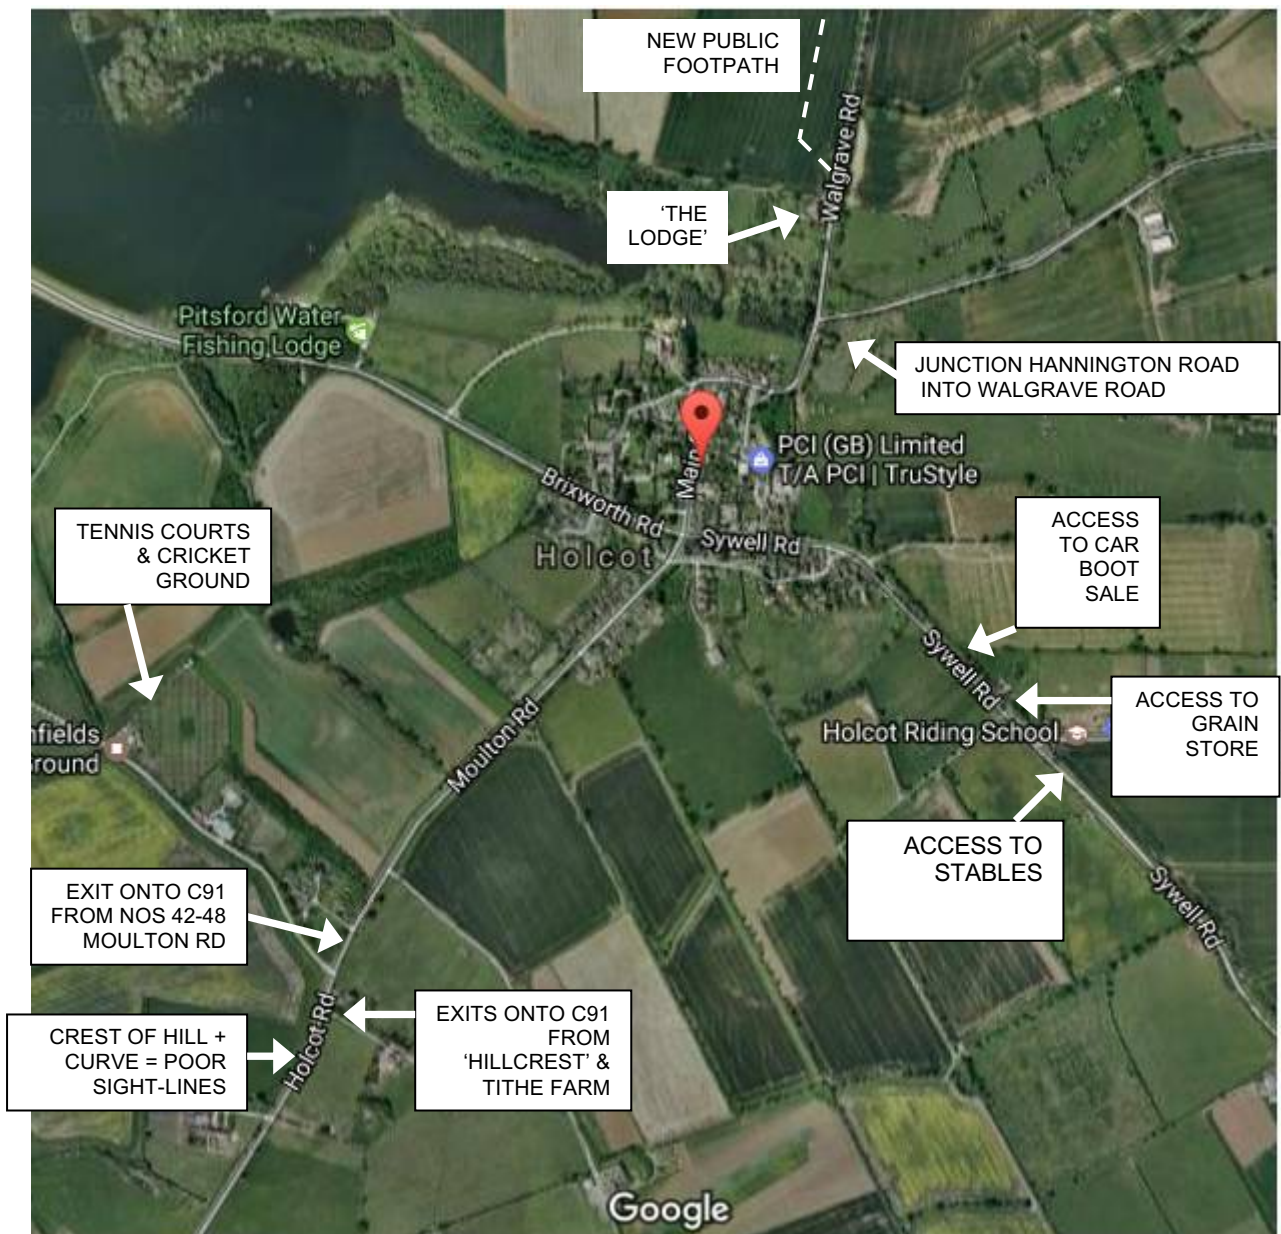 NEW PUBLIC
FOOTPATH
Walgrave Rd
‘THE
LODGE’
Pitsford Water
Fishing Lodge
JUNCTION HANNINGTON ROAD
INTO WALGRAVE ROAD
Main
PCI (GB) Limited
T/A PCI | TruStyle
Brixworth Rd
Sywell Rd
Holcot
TENNIS COURTS
& CRICKET
GROUND
ACCESS
TO CAR
BOOT
SALE
Sywell Rd
ACCESS TO
GRAIN
STORE
Holcot Riding School
nfields
round
Moulton Rd
ACCESS TO
STABLES
Sywell Rd
EXIT ONTO C91
FROM NOS 42-48
MOULTON RD
EXITS ONTO C91
FROM
‘HILLCREST’ &
TITHE FARM
CREST OF HILL +
CURVE = POOR
SIGHT-LINES
Holcot Rd
Google